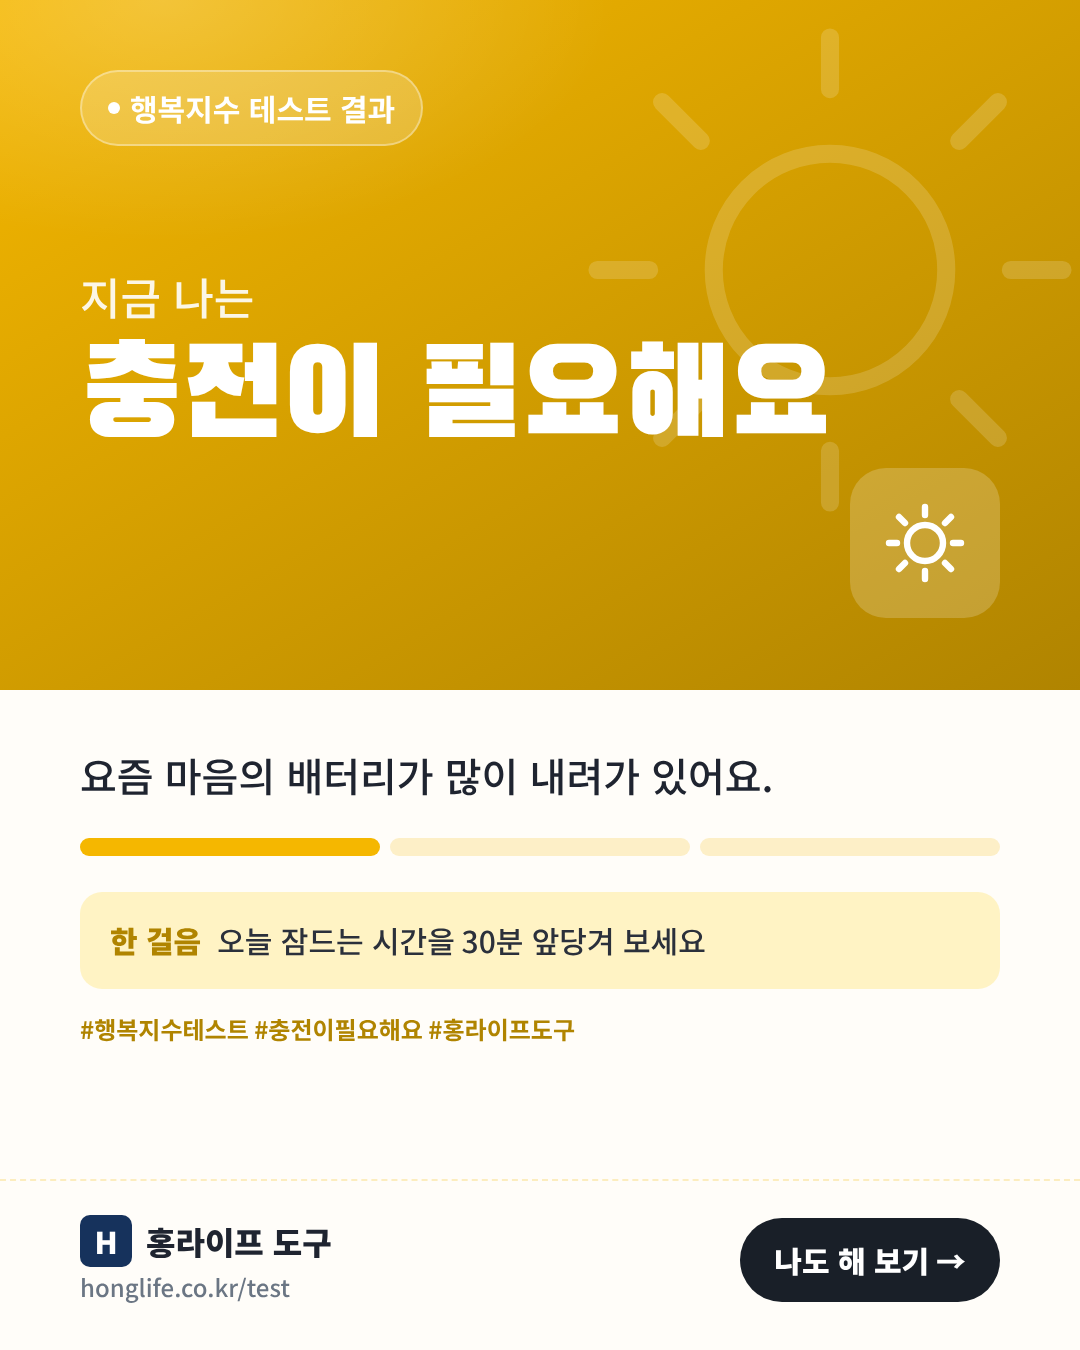 행복지수 테스트 결과
지금 나는
충전이 필요해요
요즘 마음의 배터리가 많이 내려가 있어요.
한 걸음 오늘 잠드는 시간을 30분 앞당겨 보세요
#행복지수테스트 #충전이필요해요 #홍라이프도구
H 홍라이프 도구
honglife.co.kr/test
나도 해 보기 →